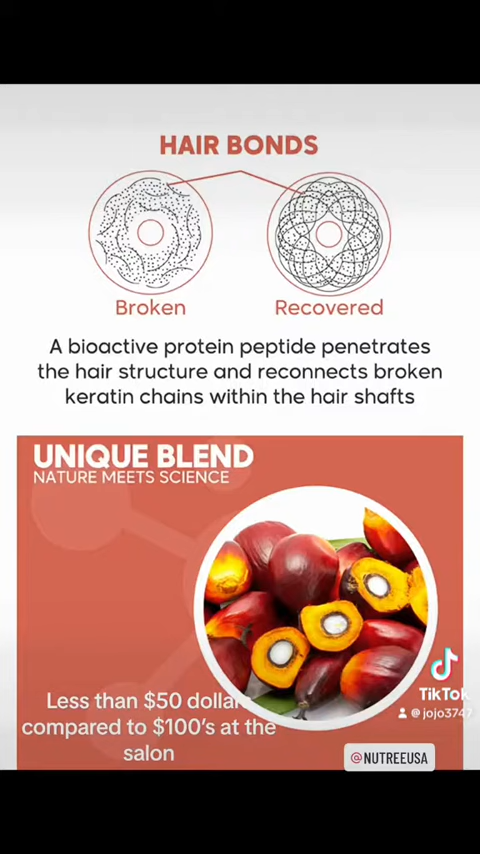 HAIR BONDS
Broken
Recovered
A bioactive protein peptide penetrates
the hair structure and reconnects broken
keratin chains within the hair shafts
UNIQUE BLEND
NATURE MEETS SCIENCE
Less than $50 dollars
compared to $100's at the
salon
TikTok
@jojo3747
@NUTREEUSA